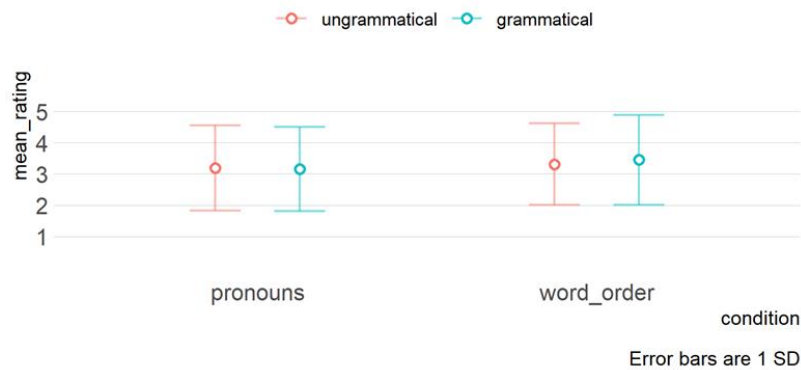 ungrammatical grammatical
mean_rating
5
4
3
2
1
pronouns word_order
condition
Error bars are 1 SD